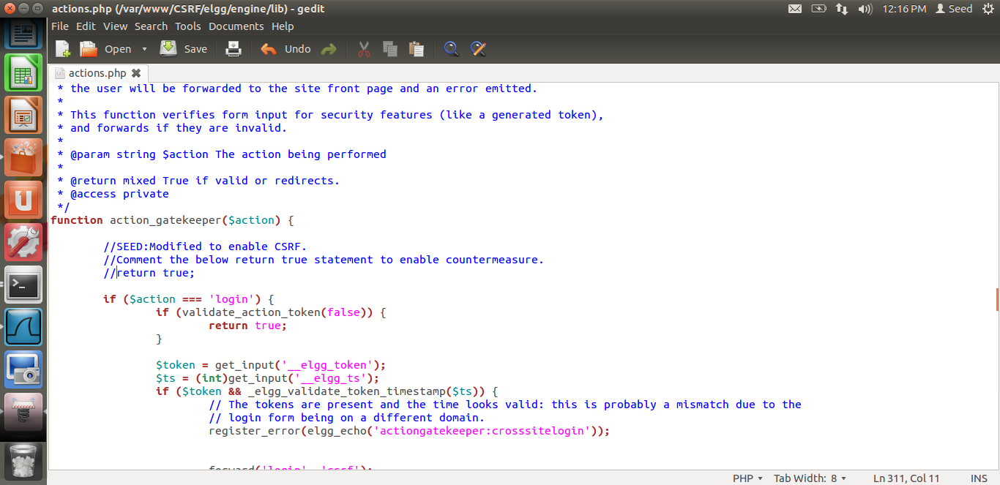 actions.php (/var/www/CSRF/elgg/engine/lib) - gedit
12:16 PM Seed
File Edit View Search Tools Documents Help
Open Save Undo
actions.php
* the user will be forwarded to the site front page and an error emitted.
*
* This function verifies form input for security features (like a generated token),
* and forwards if they are invalid.
*
* @param string $action The action being performed
*
* @return mixed True if valid or redirects.
* @access private
*/
function action_gatekeeper($action) {
//SEED:Modified to enable CSRF.
//Comment the below return true statement to enable countermeasure.
//return true;
if ($action === 'login') {
if (validate_action_token(false)) {
return true;
}
$token = get_input('__elgg_token');
$ts = (int)get_input('__elgg_ts');
if ($token && _elgg_validate_token_timestamp($ts)) {
// The tokens are present and the time looks valid: this is probably a mismatch due to the
// login form being on a different domain.
register_error(elgg_echo('actiongatekeeper:crosssitelogin'));
forward('login', 'csrf');
PHP Tab Width: 8 Ln 311, Col 11 INS